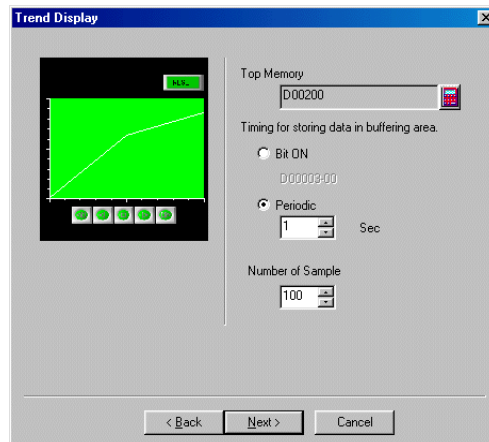 Trend Display
Top Memory
D00200
Timing for storing data in buffering area.
Bit ON
D00003-00
Periodic
1 Sec
Number of Sample
100
< Back Next > Cancel